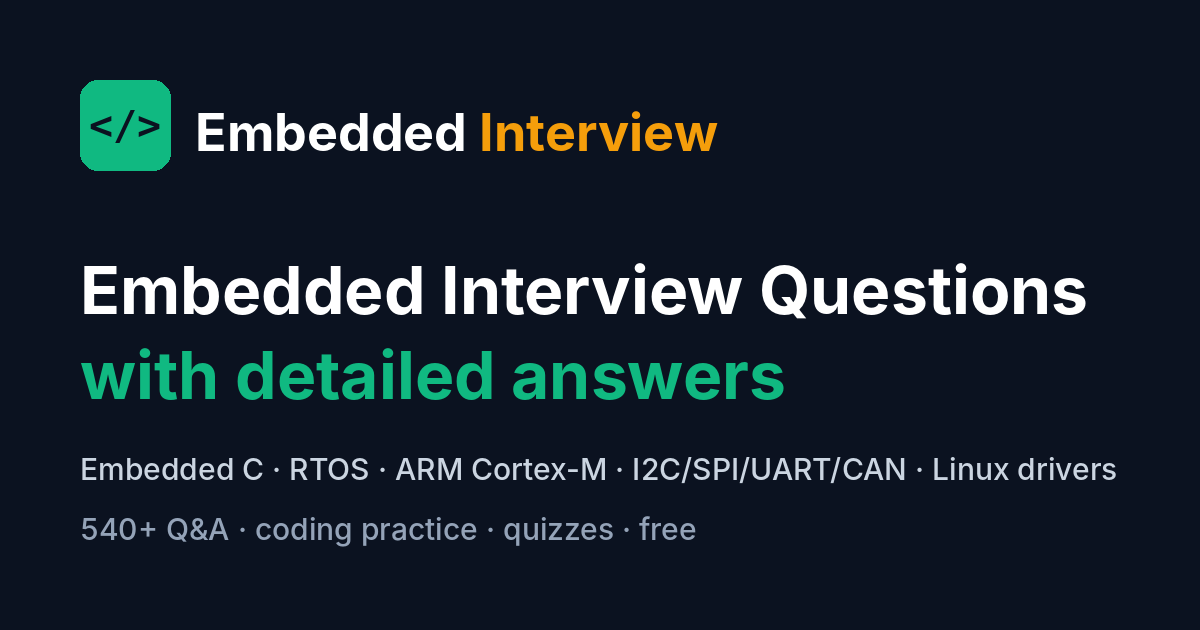 </>
Embedded Interview
Embedded Interview Questions
with detailed answers
Embedded C · RTOS · ARM Cortex-M · I2C/SPI/UART/CAN · Linux drivers
540+ Q&A · coding practice · quizzes · free